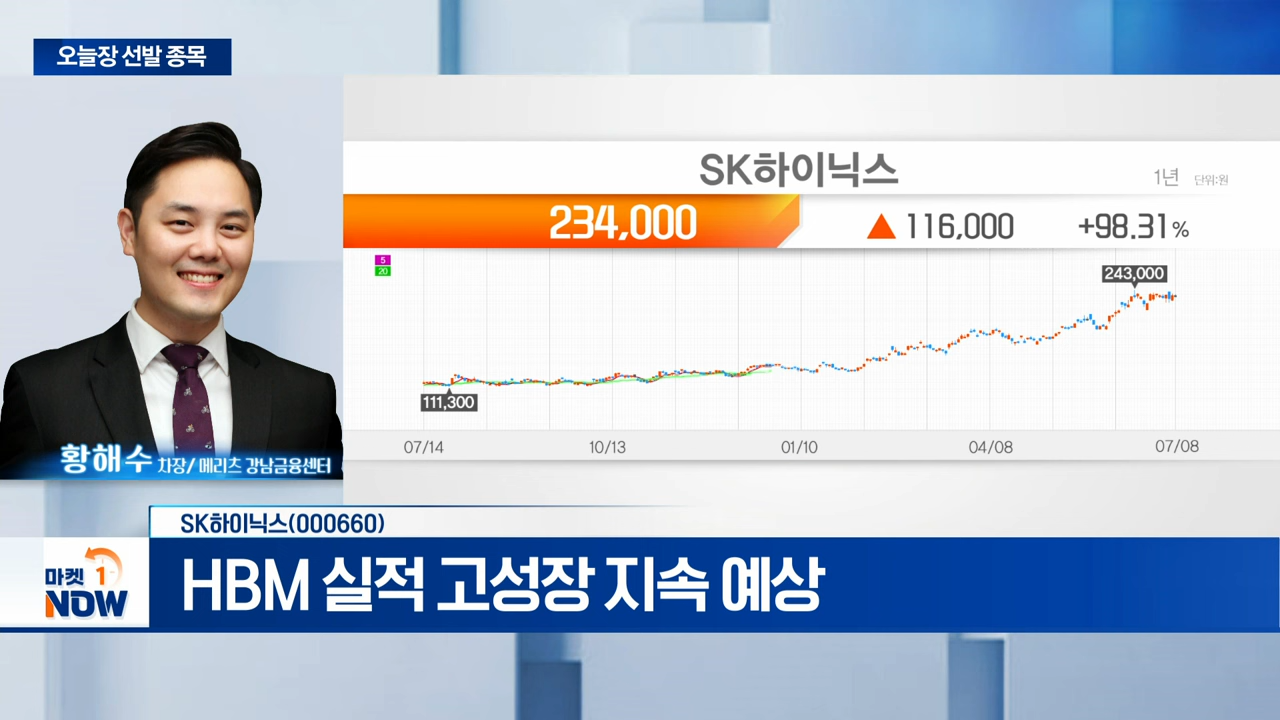 오늘장 선발 종목
SK하이닉스
1년 단위:원
234,000 ▲ 116,000 +98.31%
5
20
243,000
111,300
07/14 10/13 01/10 04/08 07/08
황해수 차장/ 메리츠 강남금융센터
SK하이닉스(000660)
마켓 1
NOW
HBM 실적 고성장 지속 예상